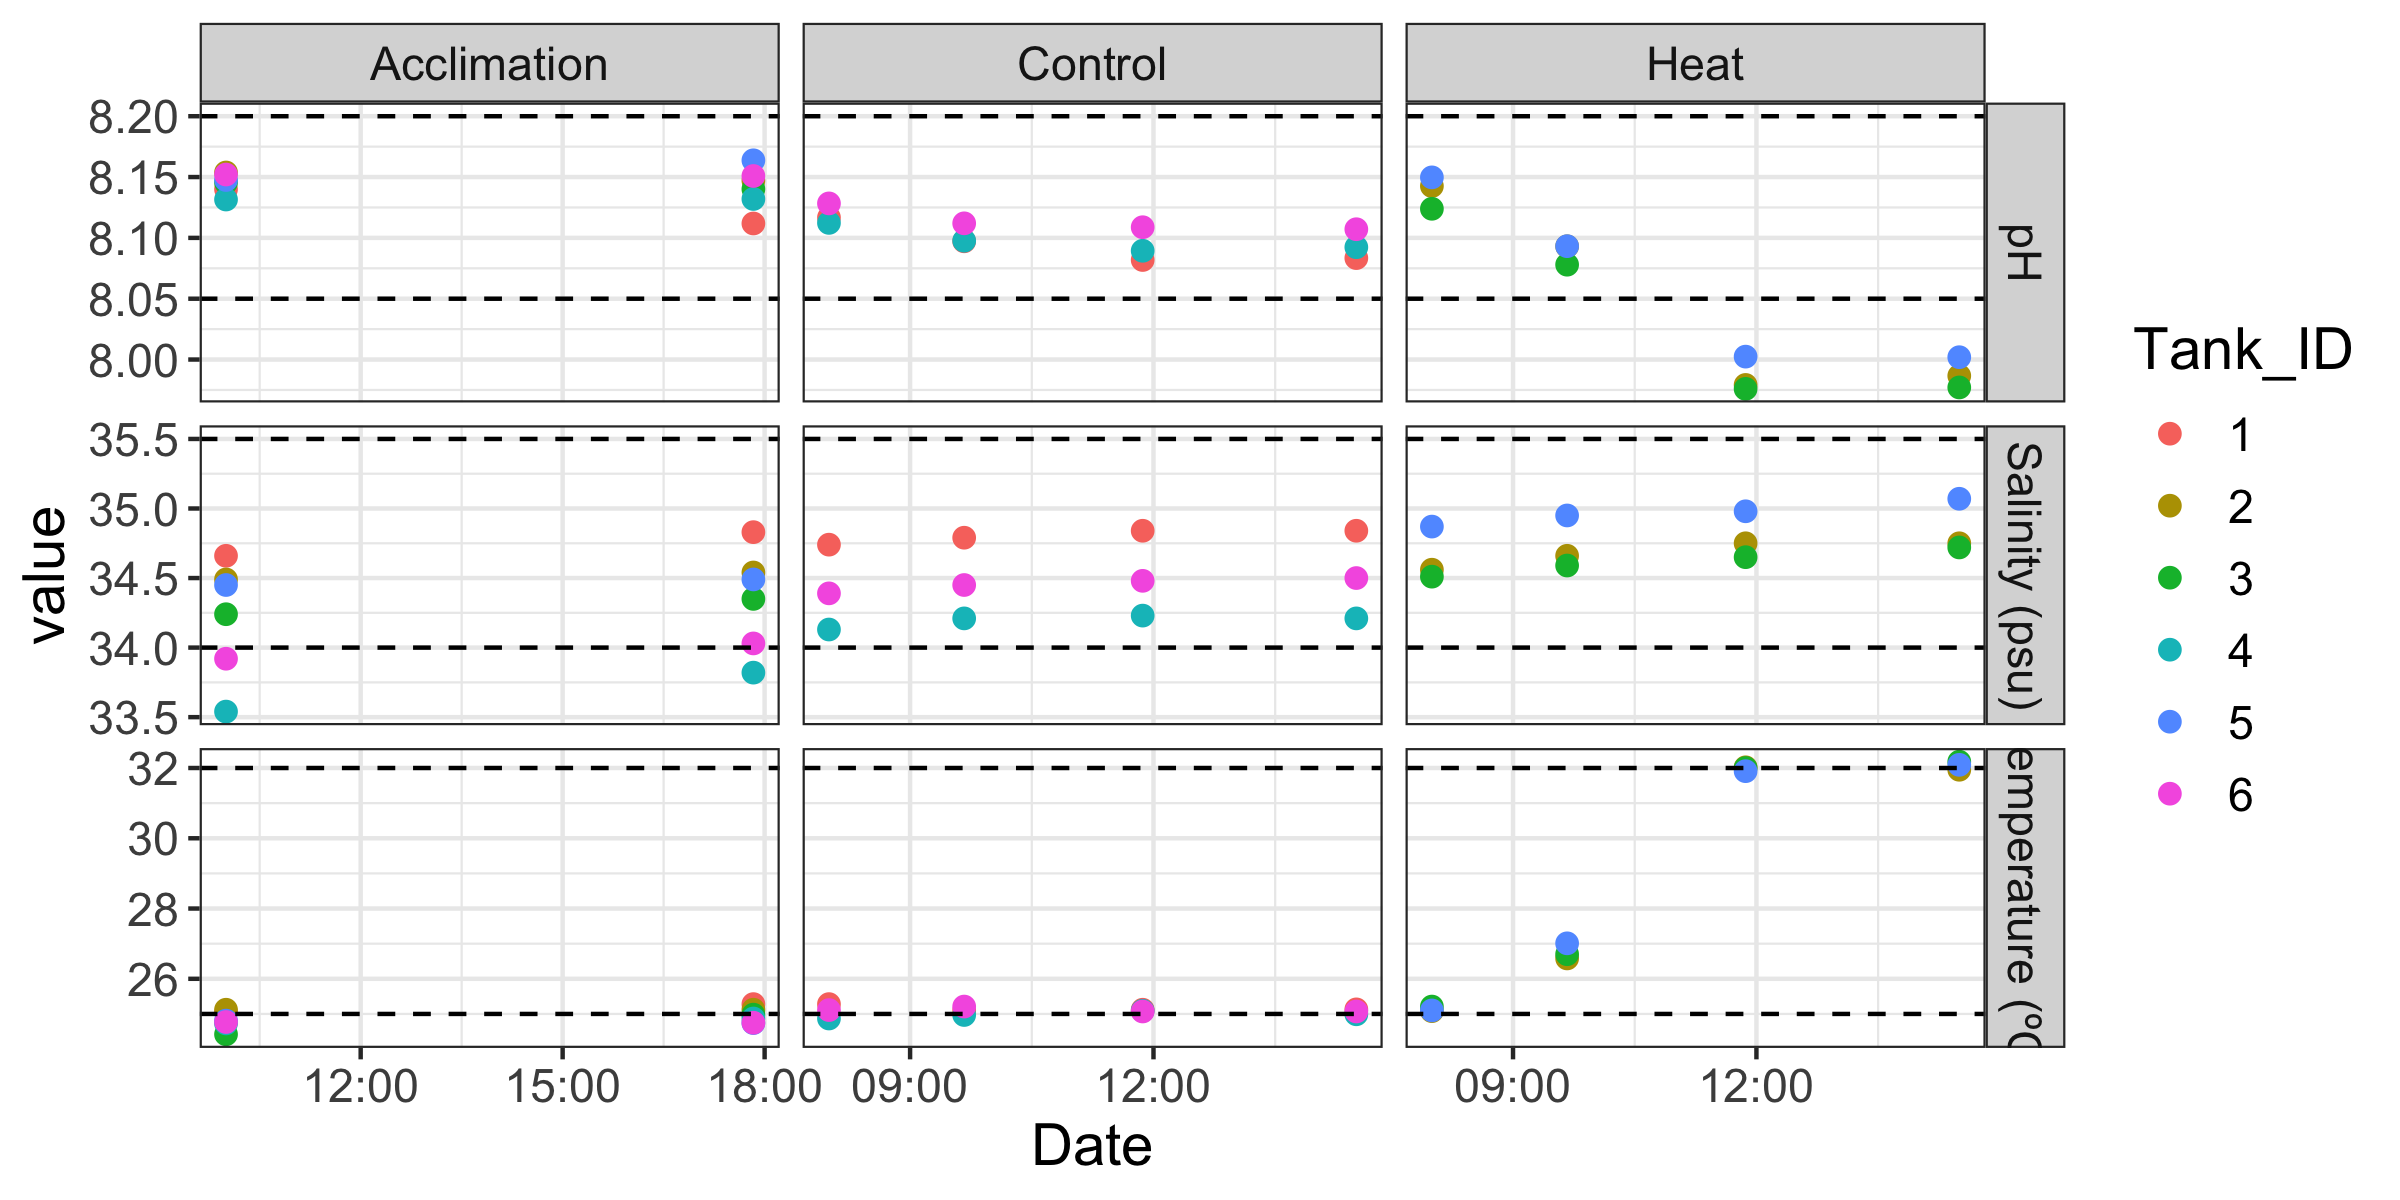 Acclimation Control Heat
8.20
8.15
8.10
8.05
8.00
pH
35.5
35.0
34.5
34.0
33.5
Salinity (psu)
32
30
28
26
emperature (°C
value
12:00 15:00 18:00 09:00 12:00 09:00 12:00
Date
Tank_ID
1
2
3
4
5
6